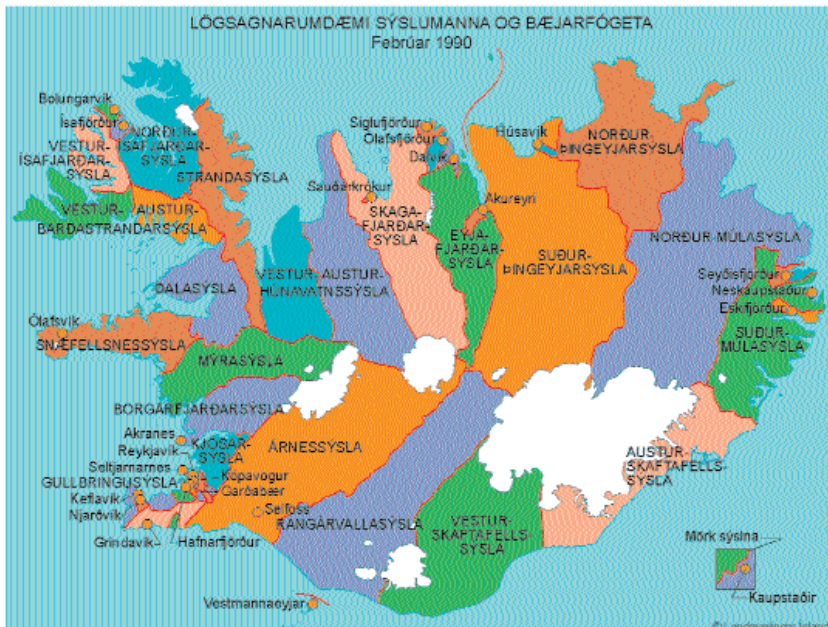 LÖGSAGNARUMDÆMI SÝSLUMANNA OG BÆJARFÓGETA
Febrúar 1990
Bolungarvík
Ísafjörður
VESTUR-
ÍSAFJARÐAR-
SÝSLA
NORÐUR-
ÍSAFJARÐAR-
SÝSLA
STRANDASÝSLA
VESTUR-
AUSTUR-
BARÐASTRANDARSÝSLA
Siglufjörður
Ólafsfjörður
Dalvík
Húsavík
NORÐUR-
ÞINGEYJARSÝSLA
Sauðárkrókur
SKAGA-
FJARÐAR-
SÝSLA
Akureyri
EYJA-
FJARÐAR-
SÝSLA
SUÐUR-
ÞINGEYJARSÝSLA
NORÐUR-MÚLASÝSLA
Seyðisfjörður
Neskaupstaður
Eskifjörður
SUÐUR-
MÚLASÝSLA
DALASÝSLA
VESTUR-
AUSTUR-
HÚNAVATNSSÝSLA
Ólafsvík
SNÆFELLSNESSÝSLA
MÝRASÝSLA
BORGARFJARÐARSÝSLA
Akranes
Reykjavík
KJÓSAR-
SÝSLA
Seltjarnarnes
GULLBRINGUSÝSLA
Kópavogur
Garðabær
Keflavík
Njarðvík
Grindavík
Hafnarfjörður
ÁRNESSÝSLA
Selfoss
RANGÁRVALLASÝSLA
VESTUR-
SKAFTAFELLS-
SÝSLA
AUSTUR-
SKAFTAFELLS-
SÝSLA
Vestmannaeyjar
Mörk sýslna
Kaupstaðir